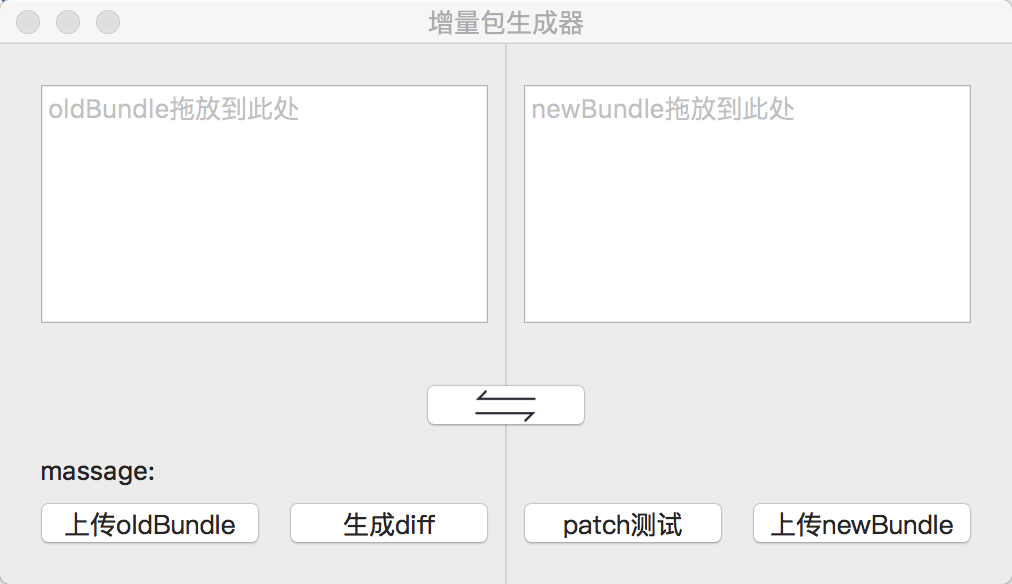 增量包生成器
oldBundle拖放到此处
newBundle拖放到此处
massage:
上传oldBundle
生成diff
patch测试
上传newBundle